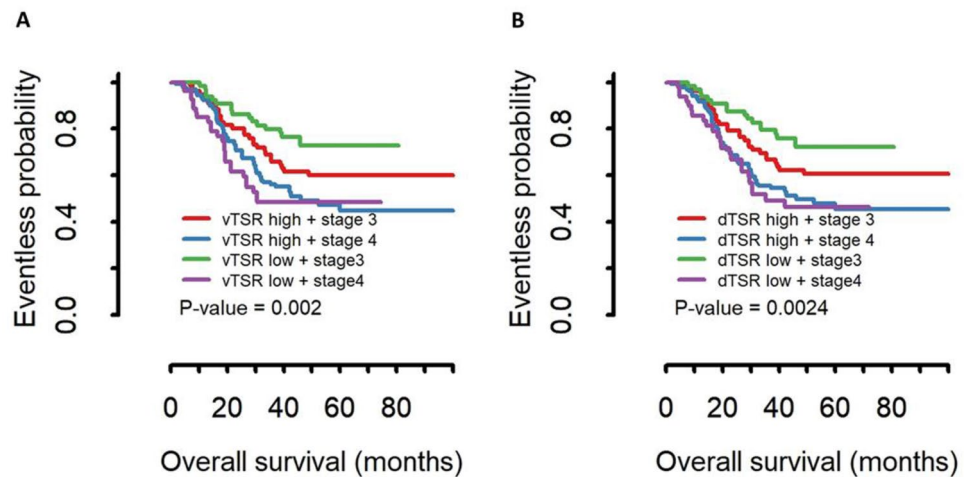 A
Eventless probability
0.8
0.4
0.0
vTSR high + stage 3
vTSR high + stage 4
vTSR low + stage3
vTSR low + stage4
P-value = 0.002
0 20 40 60 80
Overall survival (months)
B
Eventless probability
0.8
0.4
0.0
dTSR high + stage 3
dTSR high + stage 4
dTSR low + stage3
dTSR low + stage4
P-value = 0.0024
0 20 40 60 80
Overall survival (months)